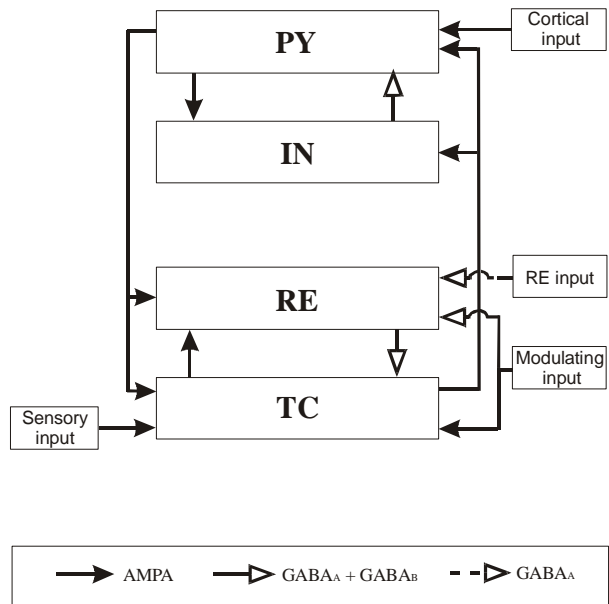 PY
Cortical
input
IN
RE
RE input
Modulating
input
TC
Sensory
input
AMPA
GABAA + GABAB
GABAA